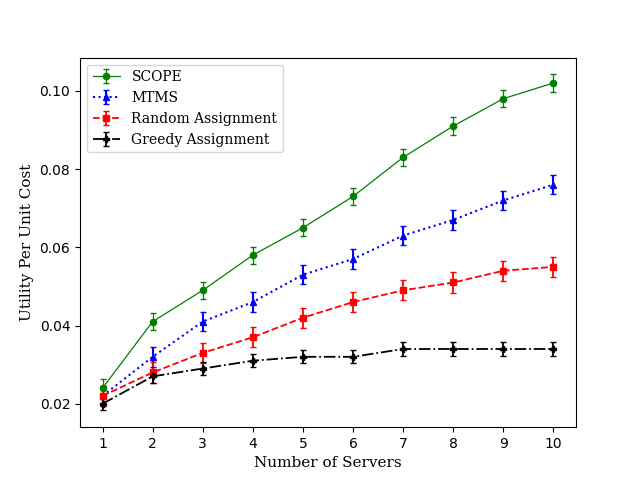 SCOPE
MTMS
Random Assignment
Greedy Assignment
Utility Per Unit Cost
0.10
0.08
0.06
0.04
0.02
1 2 3 4 5 6 7 8 9 10
Number of Servers